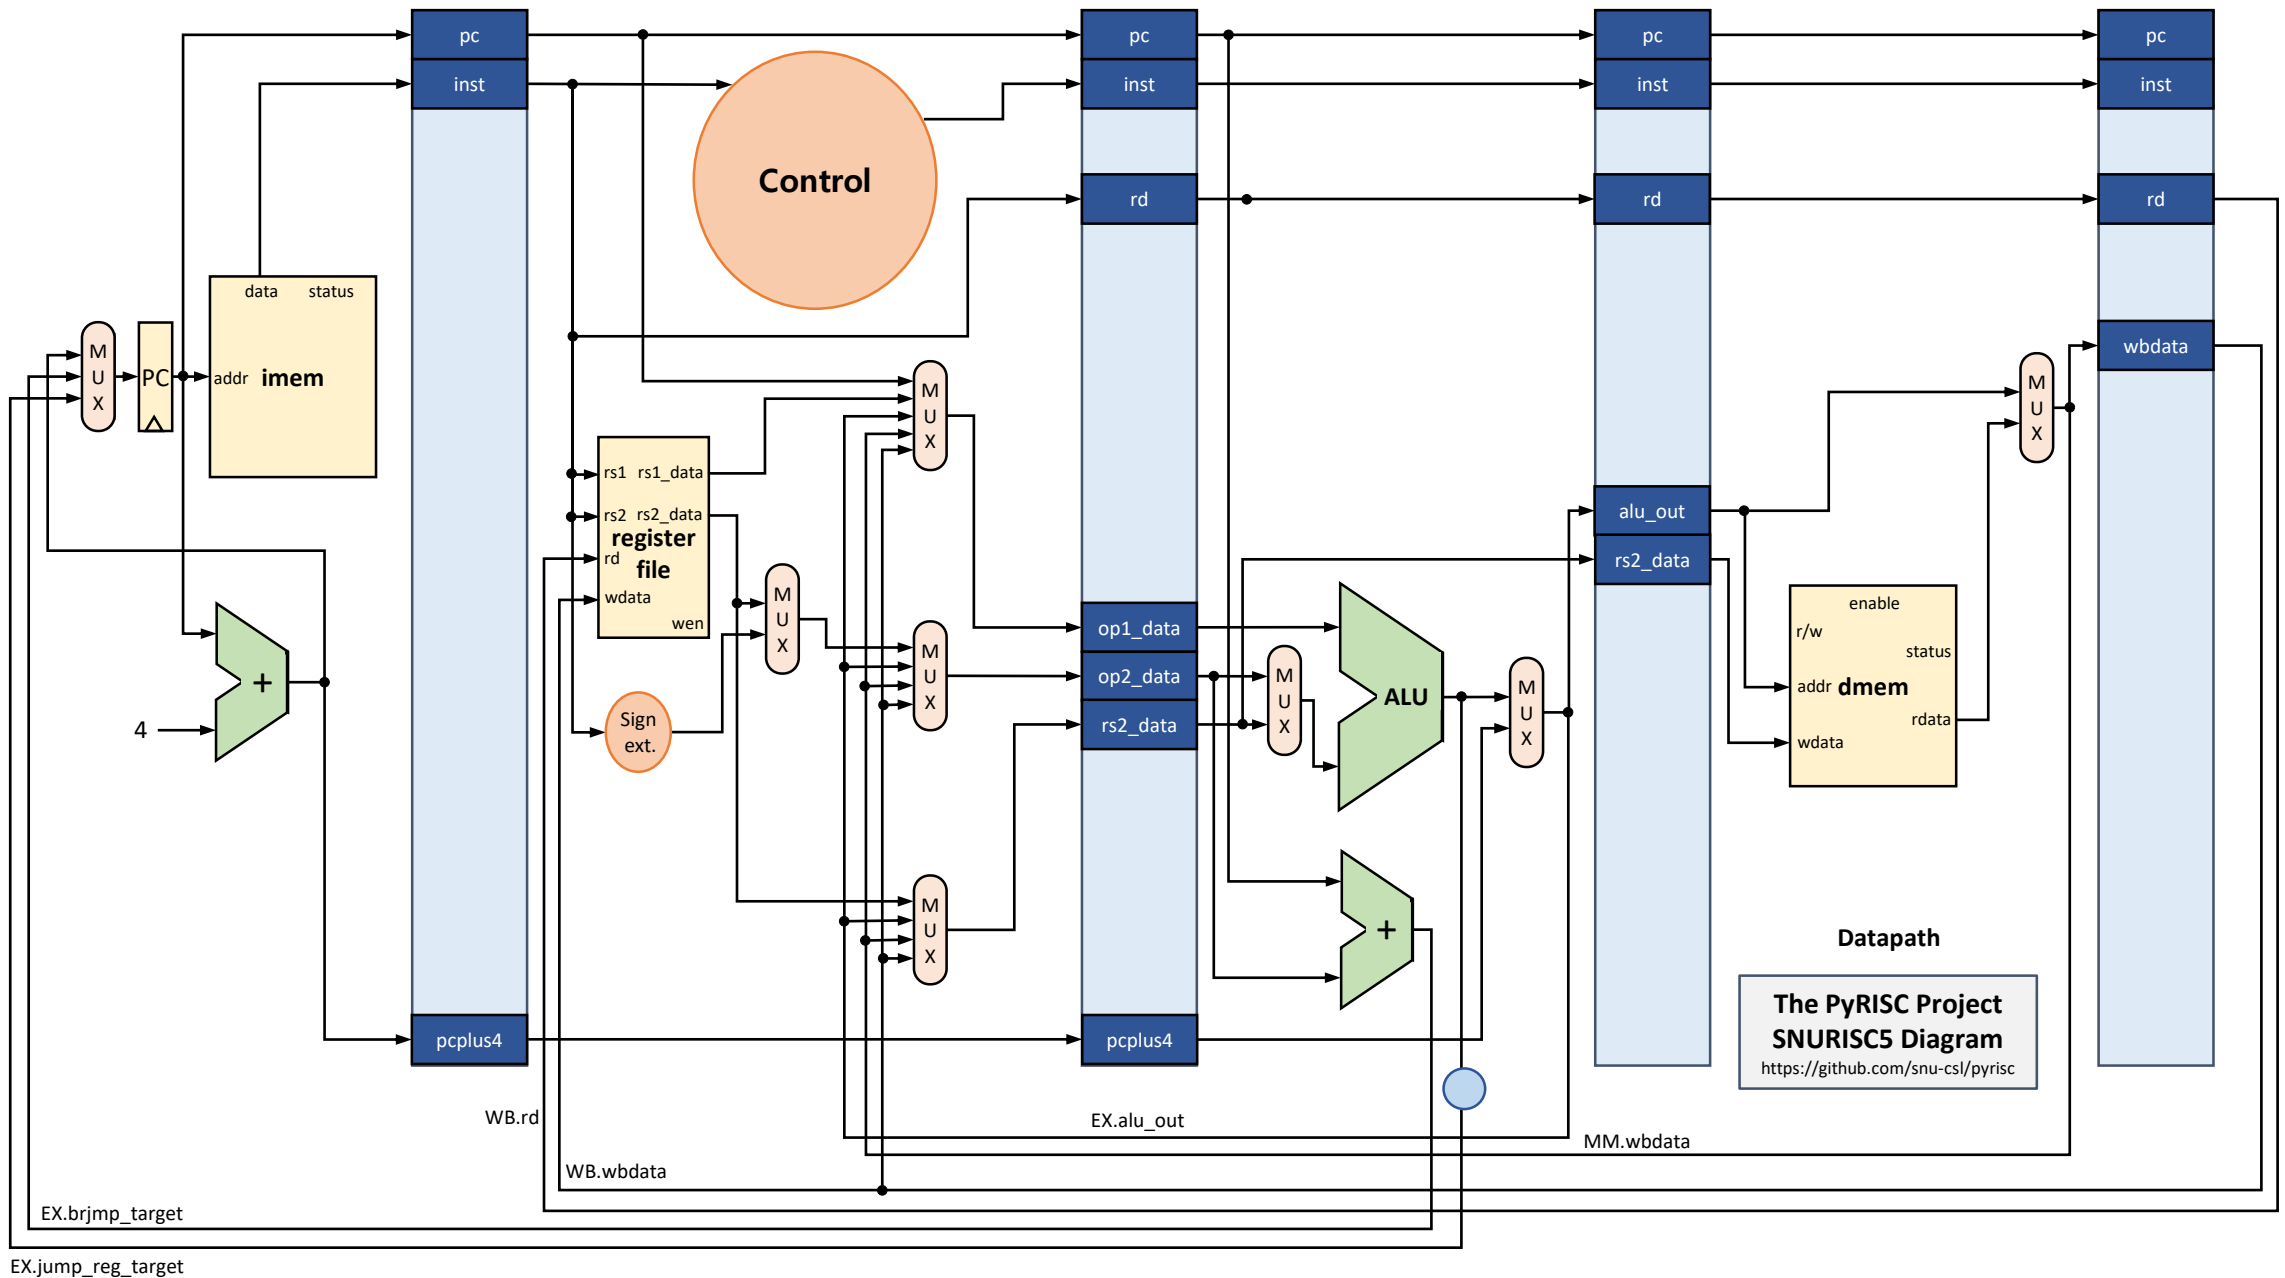 pc
pc
pc
pc
inst
inst
inst
inst
Control
rd
rd
rd
data status
imem
addr
M
U
X
PC
wbdata
M
U
X
M
U
X
rs1 rs1_data
rs2 rs2_data
register
file
rd
wdata
wen
alu_out
rs2_data
M
U
X
enable
r/w
status
addr dmem
rdata
wdata
+
4
Sign
ext.
M
U
X
op1_data
op2_data
rs2_data
M
U
X
ALU
M
U
X
M
U
X
+
Datapath
The PyRISC Project
SNURISC5 Diagram
https://github.com/snu-csl/pyrisc
pcplus4
pcplus4
WB.rd
EX.alu_out
MM.wbdata
WB.wbdata
EX.brjmp_target
EX.jump_reg_target